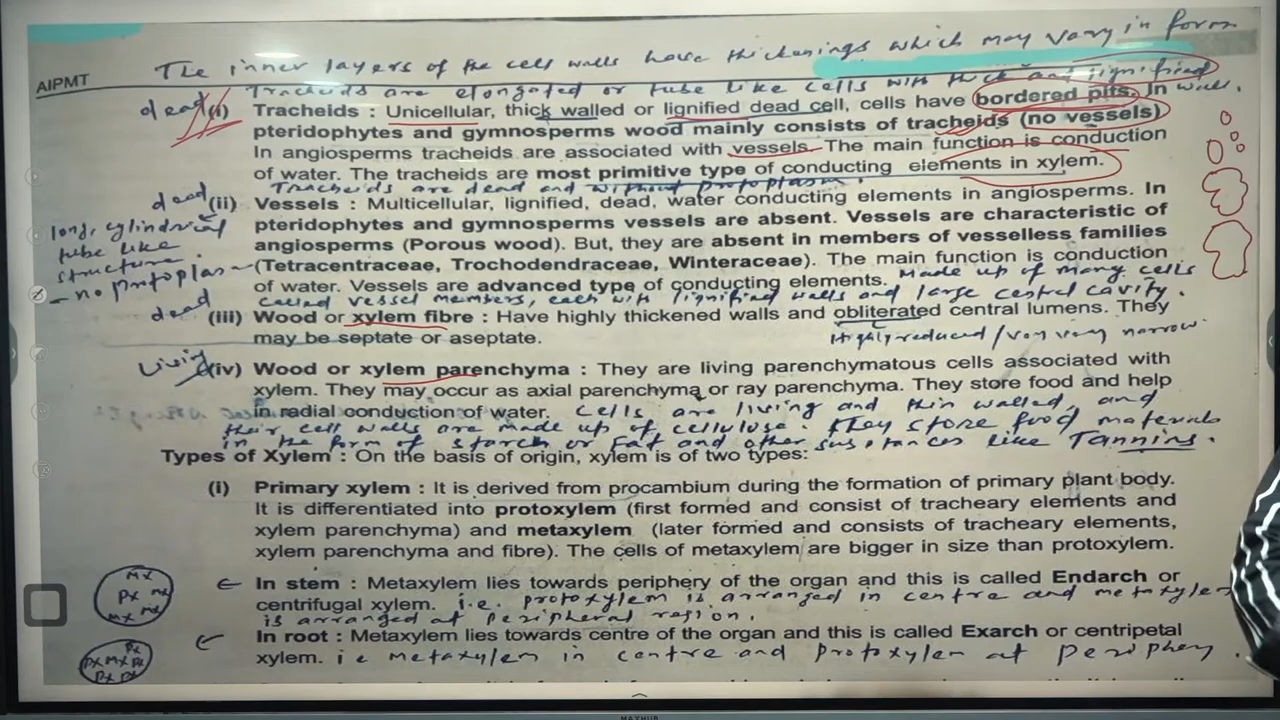 The inner layers of the cell walls have thickenings which may vary in form
AIPMT
Tracheids are elongated or tube like cells with thick and lignified
walls.
dead (i) Tracheids : Unicellular, thick walled or lignified dead cell, cells have bordered pits. In
pteridophytes and gymnosperms wood mainly consists of tracheids (no vessels)
In angiosperms tracheids are associated with vessels. The main function is conduction
of water. The tracheids are most primitive type of conducting elements in xylem.
Tracheids are dead and without protoplasm.
dead (ii) Vessels : Multicellular, lignified, dead, water conducting elements in angiosperms. In
long, cylindrical
pteridophytes and gymnosperms vessels are absent. Vessels are characteristic of
tube like
angiosperms (Porous wood). But, they are absent in members of vesselless families
structure.
- no protoplasm
(Tetracentraceae, Trochodendraceae, Winteraceae). The main function is conduction
of water. Vessels are advanced type of conducting elements. Made up of many cells
called vessel members, each with lignified walls and large central cavity.
dead (iii) Wood or xylem fibre : Have highly thickened walls and obliterated central lumens. They
may be septate or aseptate.
Highly reduced / very very narrow.
Living (iv) Wood or xylem parenchyma : They are living parenchymatous cells associated with
xylem. They may occur as axial parenchyma or ray parenchyma. They store food and help
in radial conduction of water. Cells are living and thin walled, and
their cell walls are made up of cellulose. They store food materials
in the form of starch or fat and other substances like Tannins.
Types of Xylem : On the basis of origin, xylem is of two types:
(i) Primary xylem : It is derived from procambium during the formation of primary plant body.
It is differentiated into protoxylem (first formed and consist of tracheary elements and
xylem parenchyma) and metaxylem (later formed and consists of tracheary elements,
xylem parenchyma and fibre). The cells of metaxylem are bigger in size than protoxylem.
MX
PX MX
MX MX
← In stem : Metaxylem lies towards periphery of the organ and this is called Endarch or
centrifugal xylem. i.e. protoxylem is arranged in centre and metaxylem
is arranged at peripheral region.
PX
PX MX PX
PX PX
← In root : Metaxylem lies towards centre of the organ and this is called Exarch or centripetal
xylem. i.e metaxylem in centre and protoxylem at periphery.
MAXHUB